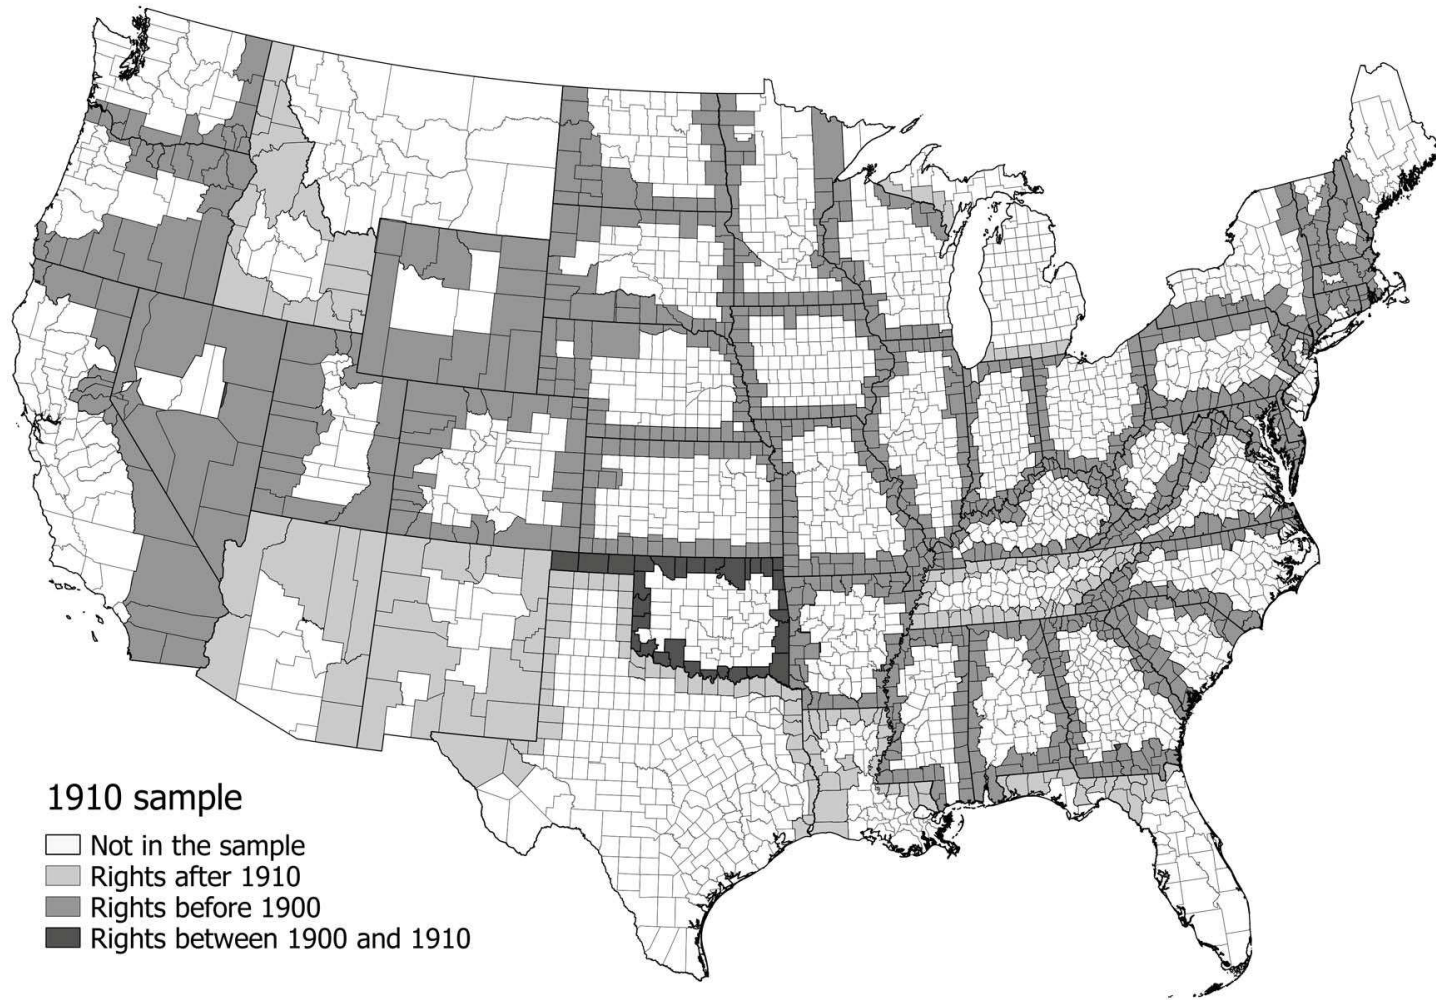 1910 sample
Not in the sample
Rights after 1910
Rights before 1900
Rights between 1900 and 1910